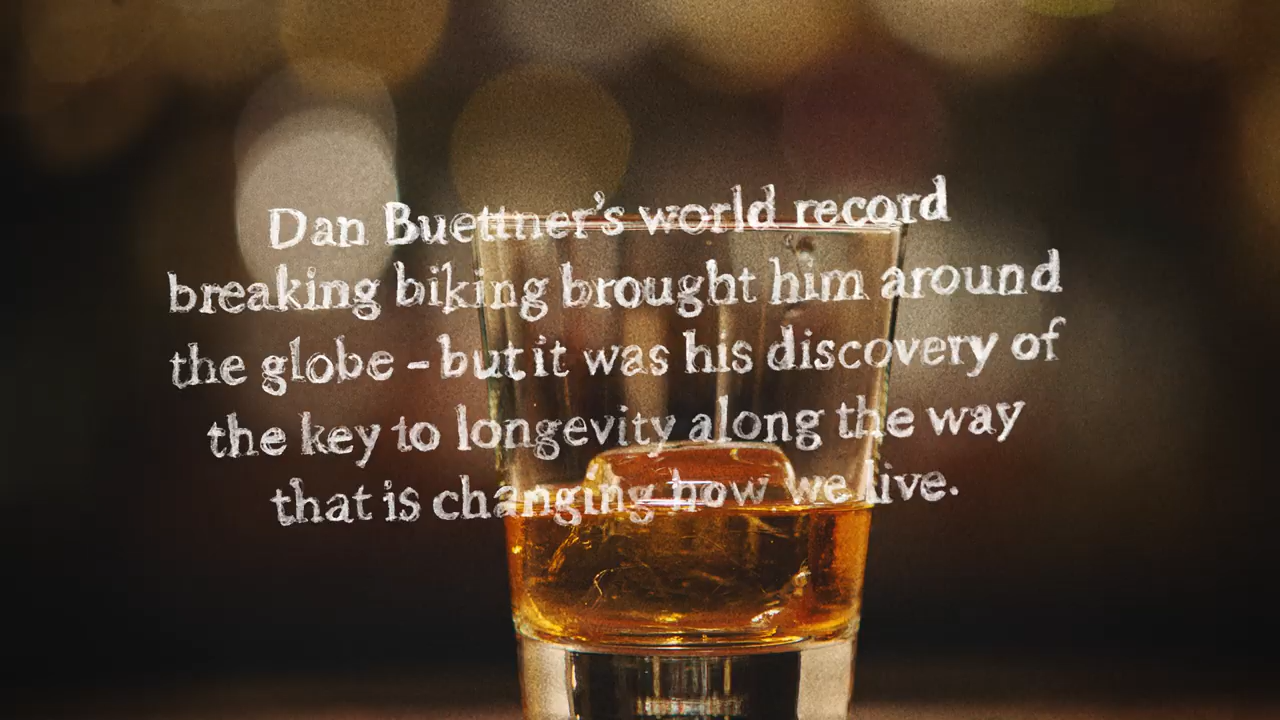 Dan Buettner's world record
breaking biking brought him around
the globe - but it was his discovery of
the key to longevity along the way
that is changing how we live.